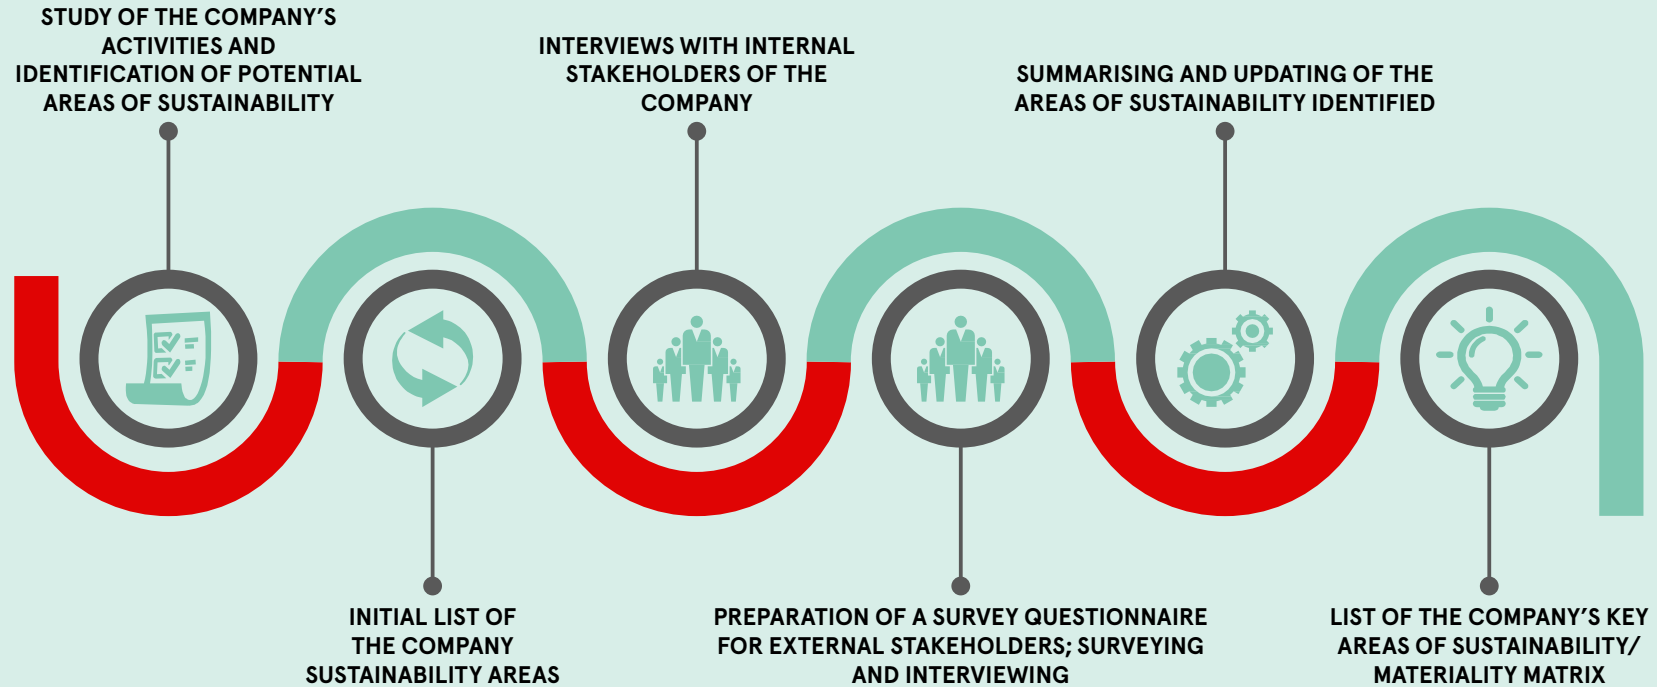 STUDY OF THE COMPANY'S
ACTIVITIES AND
IDENTIFICATION OF POTENTIAL
AREAS OF SUSTAINABILITY
INITIAL LIST OF
THE COMPANY
SUSTAINABILITY AREAS
INTERVIEWS WITH INTERNAL
STAKEHOLDERS OF THE
COMPANY
PREPARATION OF A SURVEY QUESTIONNAIRE
FOR EXTERNAL STAKEHOLDERS; SURVEYING
AND INTERVIEWING
SUMMARISING AND UPDATING OF THE
AREAS OF SUSTAINABILITY IDENTIFIED
LIST OF THE COMPANY'S KEY
AREAS OF SUSTAINABILITY/
MATERIALITY MATRIX